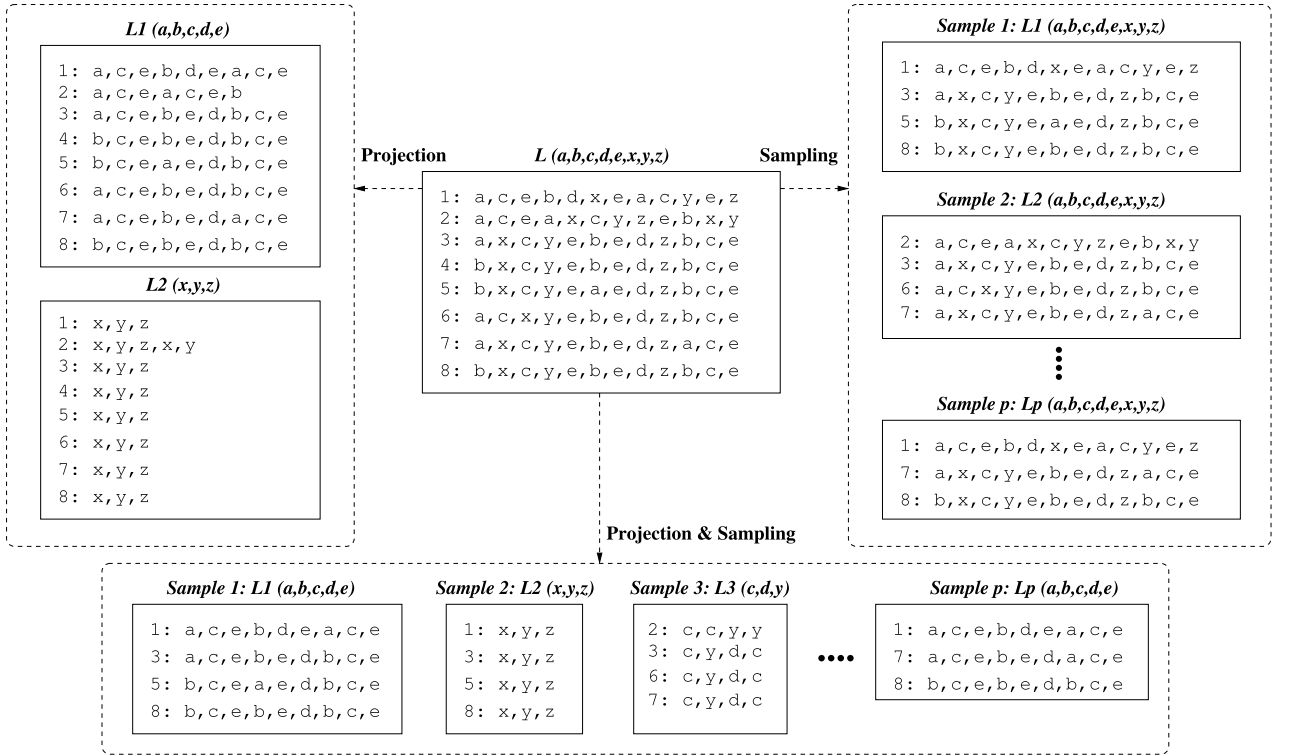 L1 (a,b,c,d,e)
1: a,c,e,b,d,e,a,c,e
2: a,c,e,a,c,e,b
3: a,c,e,b,e,d,b,c,e
4: b,c,e,b,e,d,b,c,e
5: b,c,e,a,e,d,b,c,e
6: a,c,e,b,e,d,b,c,e
7: a,c,e,b,e,d,a,c,e
8: b,c,e,b,e,d,b,c,e
L2 (x,y,z)
1: x,y,z
2: x,y,z,x,y
3: x,y,z
4: x,y,z
5: x,y,z
6: x,y,z
7: x,y,z
8: x,y,z
Projection
L (a,b,c,d,e,x,y,z)
1: a,c,e,b,d,x,e,a,c,y,e,z
2: a,c,e,a,x,c,y,z,e,b,x,y
3: a,x,c,y,e,b,e,d,z,b,c,e
4: b,x,c,y,e,b,e,d,z,b,c,e
5: b,x,c,y,e,a,e,d,z,b,c,e
6: a,c,x,y,e,b,e,d,z,b,c,e
7: a,x,c,y,e,b,e,d,z,a,c,e
8: b,x,c,y,e,b,e,d,z,b,c,e
Sampling
Sample 1: L1 (a,b,c,d,e,x,y,z)
1: a,c,e,b,d,x,e,a,c,y,e,z
3: a,x,c,y,e,b,e,d,z,b,c,e
5: b,x,c,y,e,a,e,d,z,b,c,e
8: b,x,c,y,e,b,e,d,z,b,c,e
Sample 2: L2 (a,b,c,d,e,x,y,z)
2: a,c,e,a,x,c,y,z,e,b,x,y
3: a,x,c,y,e,b,e,d,z,b,c,e
6: a,c,x,y,e,b,e,d,z,b,c,e
7: a,x,c,y,e,b,e,d,z,a,c,e
Sample p: Lp (a,b,c,d,e,x,y,z)
1: a,c,e,b,d,x,e,a,c,y,e,z
7: a,x,c,y,e,b,e,d,z,a,c,e
8: b,x,c,y,e,b,e,d,z,b,c,e
Projection & Sampling
Sample 1: L1 (a,b,c,d,e)
1: a,c,e,b,d,e,a,c,e
3: a,c,e,b,e,d,b,c,e
5: b,c,e,a,e,d,b,c,e
8: b,c,e,b,e,d,b,c,e
Sample 2: L2 (x,y,z)
1: x,y,z
3: x,y,z
5: x,y,z
8: x,y,z
Sample 3: L3 (c,d,y)
2: c,c,y,y
3: c,y,d,c
6: c,y,d,c
7: c,y,d,c
Sample p: Lp (a,b,c,d,e)
1: a,c,e,b,d,e,a,c,e
7: a,c,e,b,e,d,a,c,e
8: b,c,e,b,e,d,b,c,e